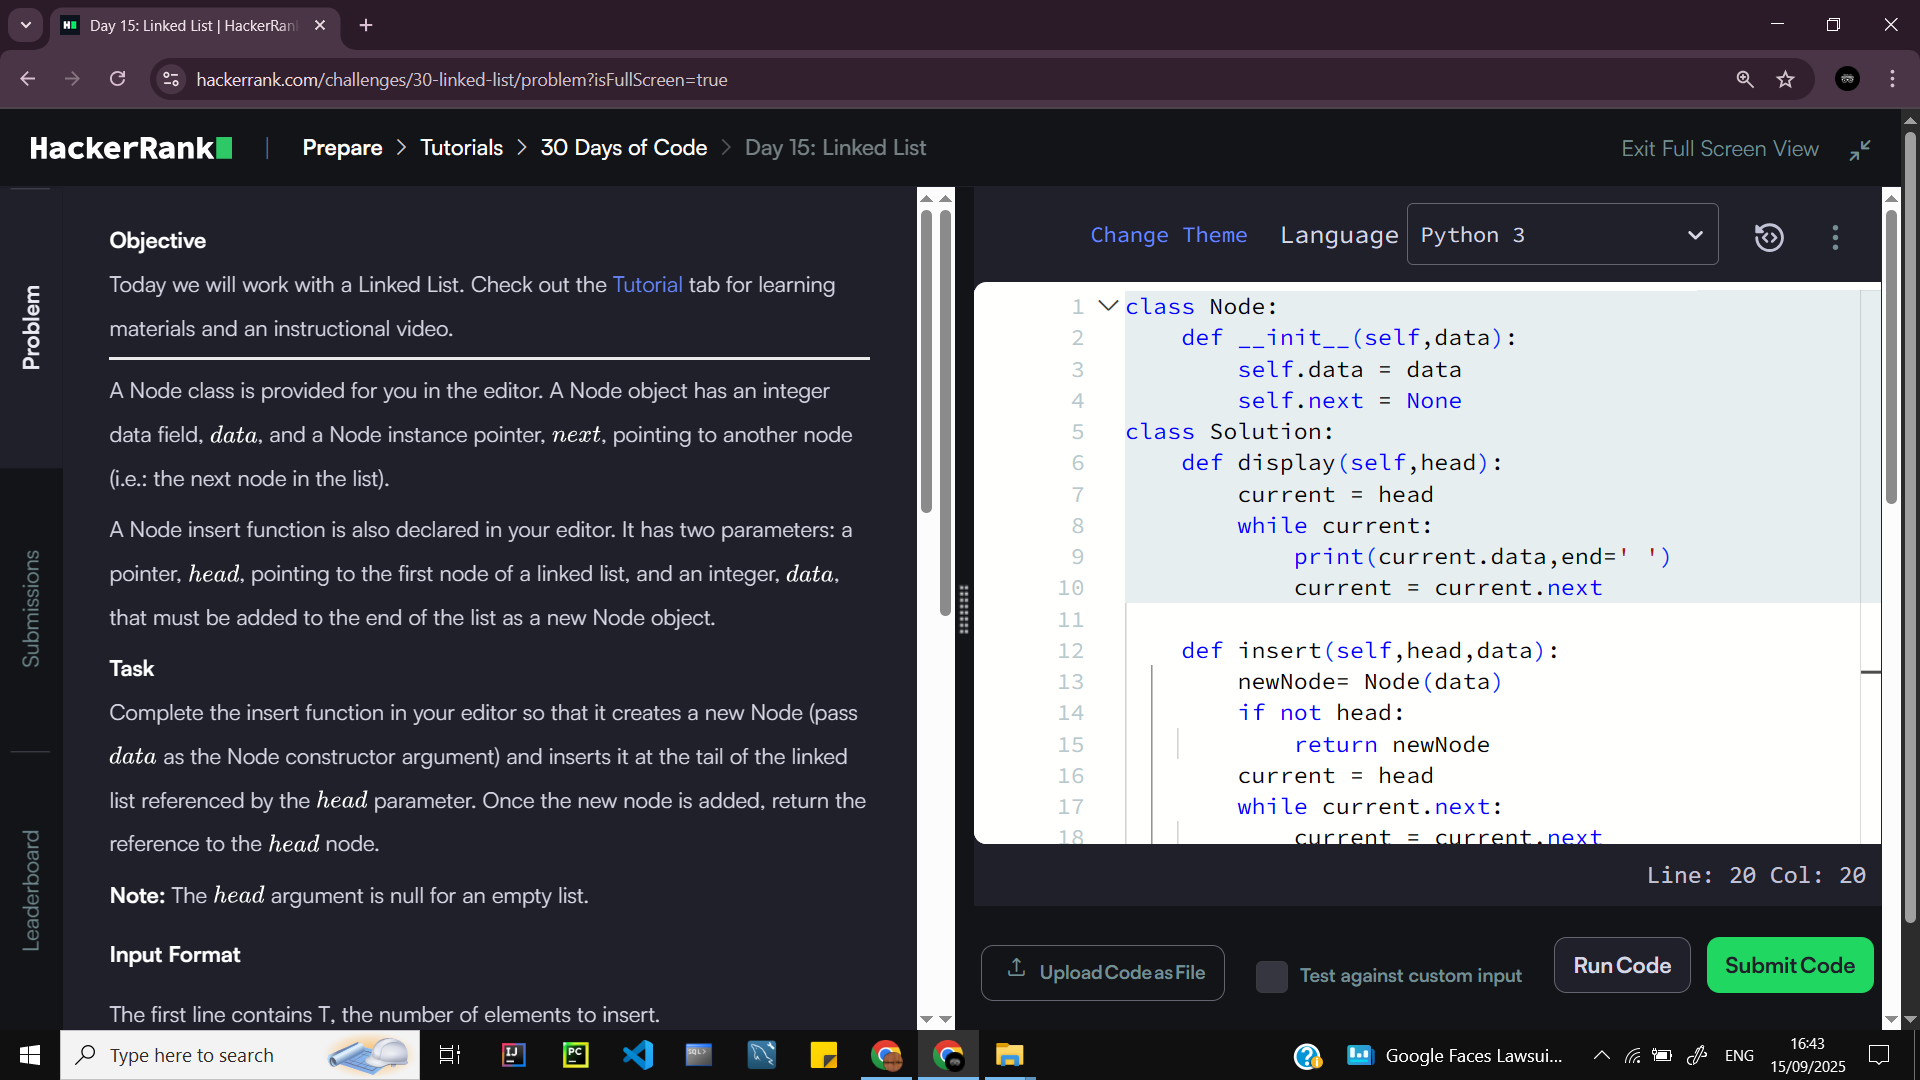 Day 15: Linked List | HackerRan
hackerrank.com/challenges/30-linked-list/problem?isFullScreen=true
HackerRank
Prepare > Tutorials > 30 Days of Code > Day 15: Linked List
Exit Full Screen View
Problem
Submissions
Leaderboard
Objective
Today we will work with a Linked List. Check out the Tutorial tab for learning
materials and an instructional video.
A Node class is provided for you in the editor. A Node object has an integer
data field, data, and a Node instance pointer, next, pointing to another node
(i.e.: the next node in the list).
A Node insert function is also declared in your editor. It has two parameters: a
pointer, head, pointing to the first node of a linked list, and an integer, data,
that must be added to the end of the list as a new Node object.
Task
Complete the insert function in your editor so that it creates a new Node (pass
data as the Node constructor argument) and inserts it at the tail of the linked
list referenced by the head parameter. Once the new node is added, return the
reference to the head node.
Note: The head argument is null for an empty list.
Input Format
The first line contains T, the number of elements to insert.
Change Theme Language Python 3
1 class Node:
2 def __init__(self,data):
3 self.data = data
4 self.next = None
5 class Solution:
6 def display(self,head):
7 current = head
8 while current:
9 print(current.data,end=' ')
10 current = current.next
11
12 def insert(self,head,data):
13 newNode= Node(data)
14 if not head:
15 return newNode
16 current = head
17 while current.next:
18 current = current.next
Line: 20 Col: 20
Upload Code as File
Test against custom input
Run Code
Submit Code
Type here to search
IJ
PC
SQL>
Google Faces Lawsui...
ENG
16:43
15/09/2025